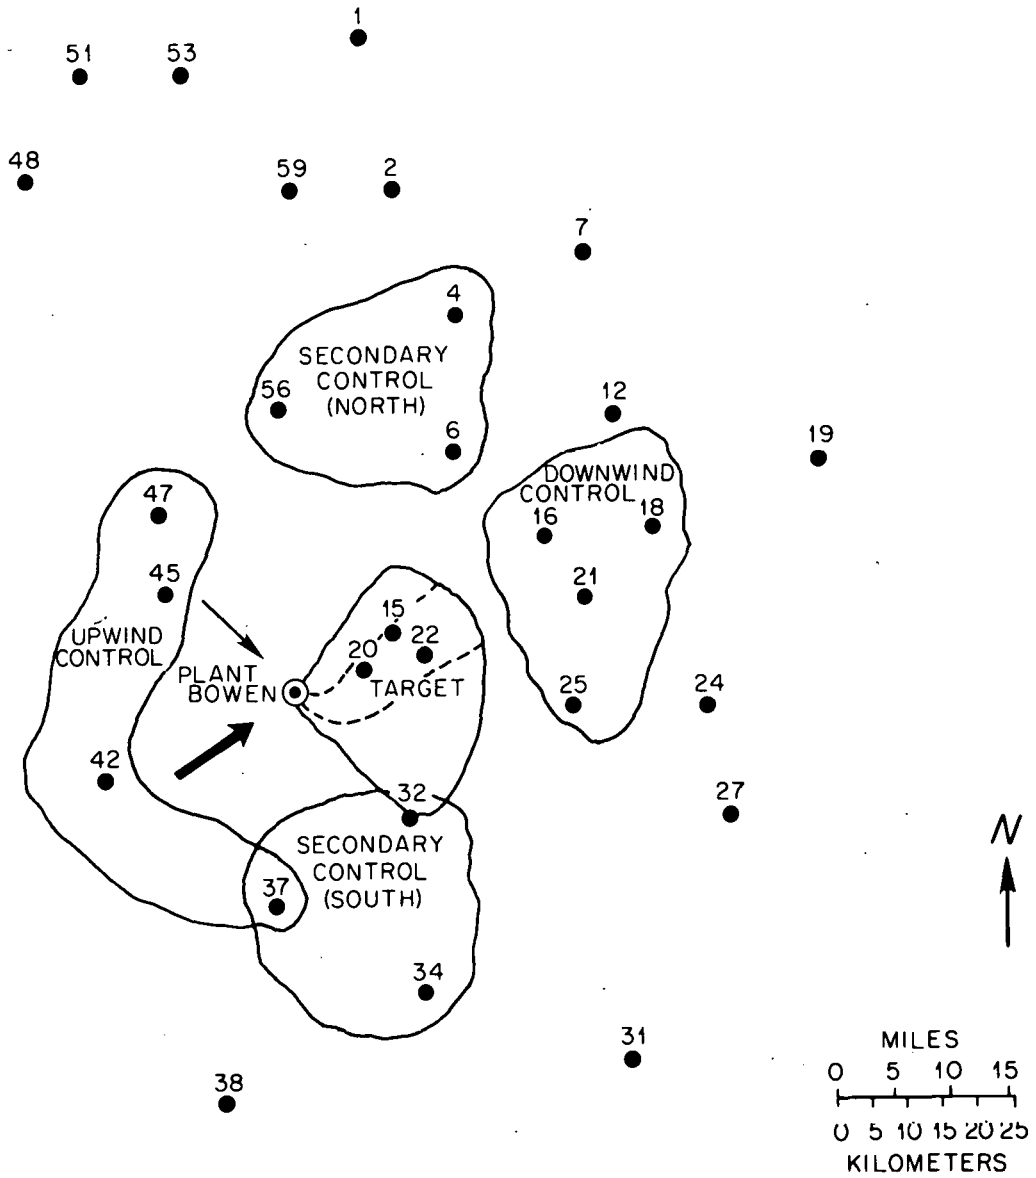 1
51
53
48
59
2
7
4
SECONDARY
CONTROL
(NORTH)
56
6
12
19
DOWNWIND
CONTROL
16
18
21
25
24
27
47
45
UPWIND
CONTROL
42
PLANT
BOWEN
15
20
22
TARGET
32
SECONDARY
CONTROL
(SOUTH)
37
34
31
38
N
MILES
0 5 10 15
0 5 10 15 20 25
KILOMETERS